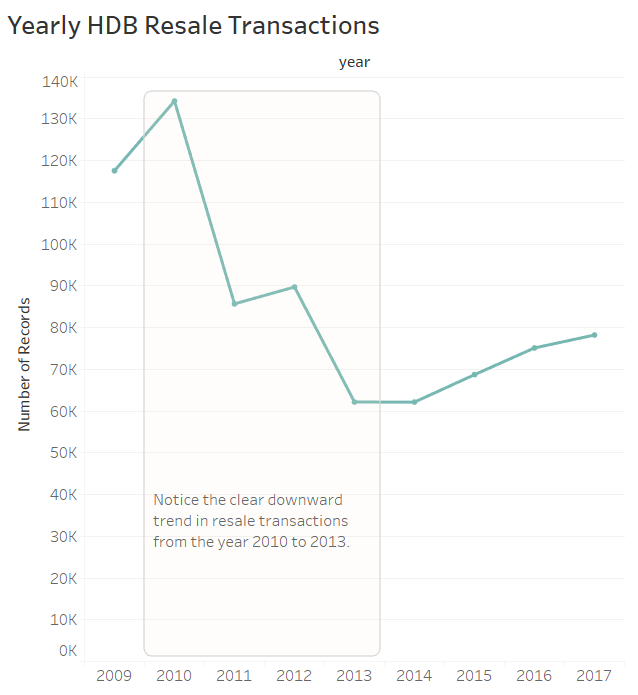 Yearly HDB Resale Transactions
year
140K
130K
120K
110K
100K
90K
80K
70K
60K
50K
40K
30K
20K
10K
0K
Number of Records
Notice the clear downward
trend in resale transactions
from the year 2010 to 2013.
2009 2010 2011 2012 2013 2014 2015 2016 2017